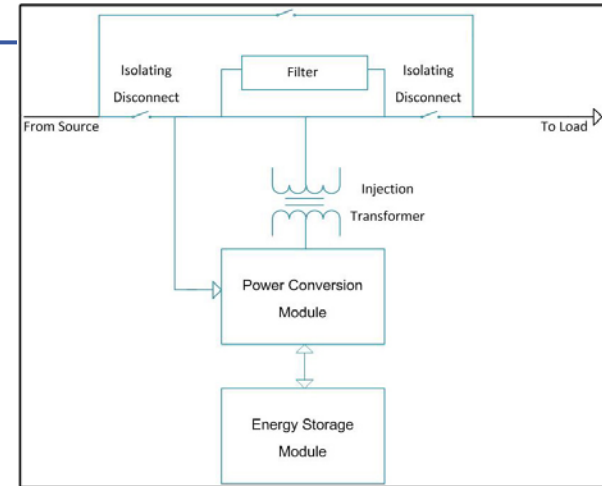 Isolating
Disconnect
Filter
Isolating
Disconnect
From Source
To Load
Injection
Transformer
Power Conversion
Module
Energy Storage
Module